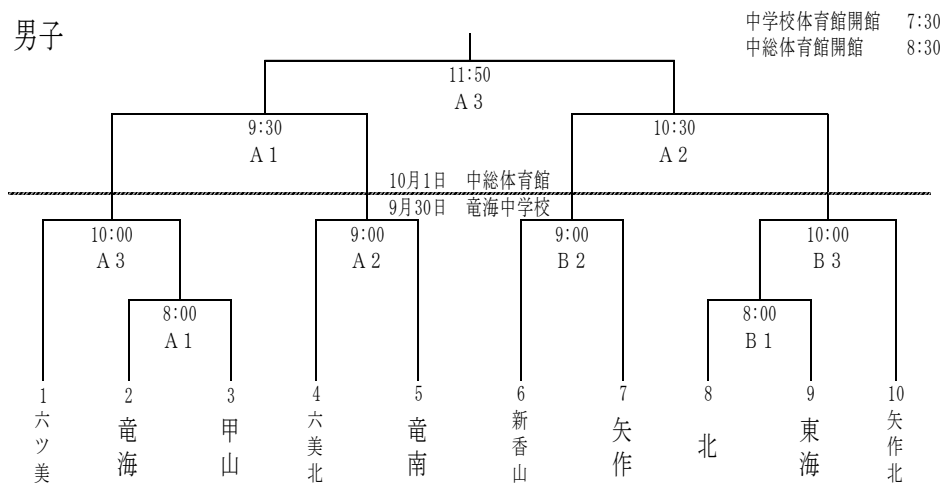 男子
中学校体育館開館 7:30
中総体育館開館 8:30
11:50
A3
9:30
A1
10:30
A2
10月1日 中総体育館
9月30日 竜海中学校
10:00
A3
9:00
A2
9:00
B2
10:00
B3
8:00
A1
8:00
B1
1 2 3 4 5 6 7 8 9 10
六ツ美
竜海
甲山
六美北
竜南
新香山
矢作
北
東海
矢作北